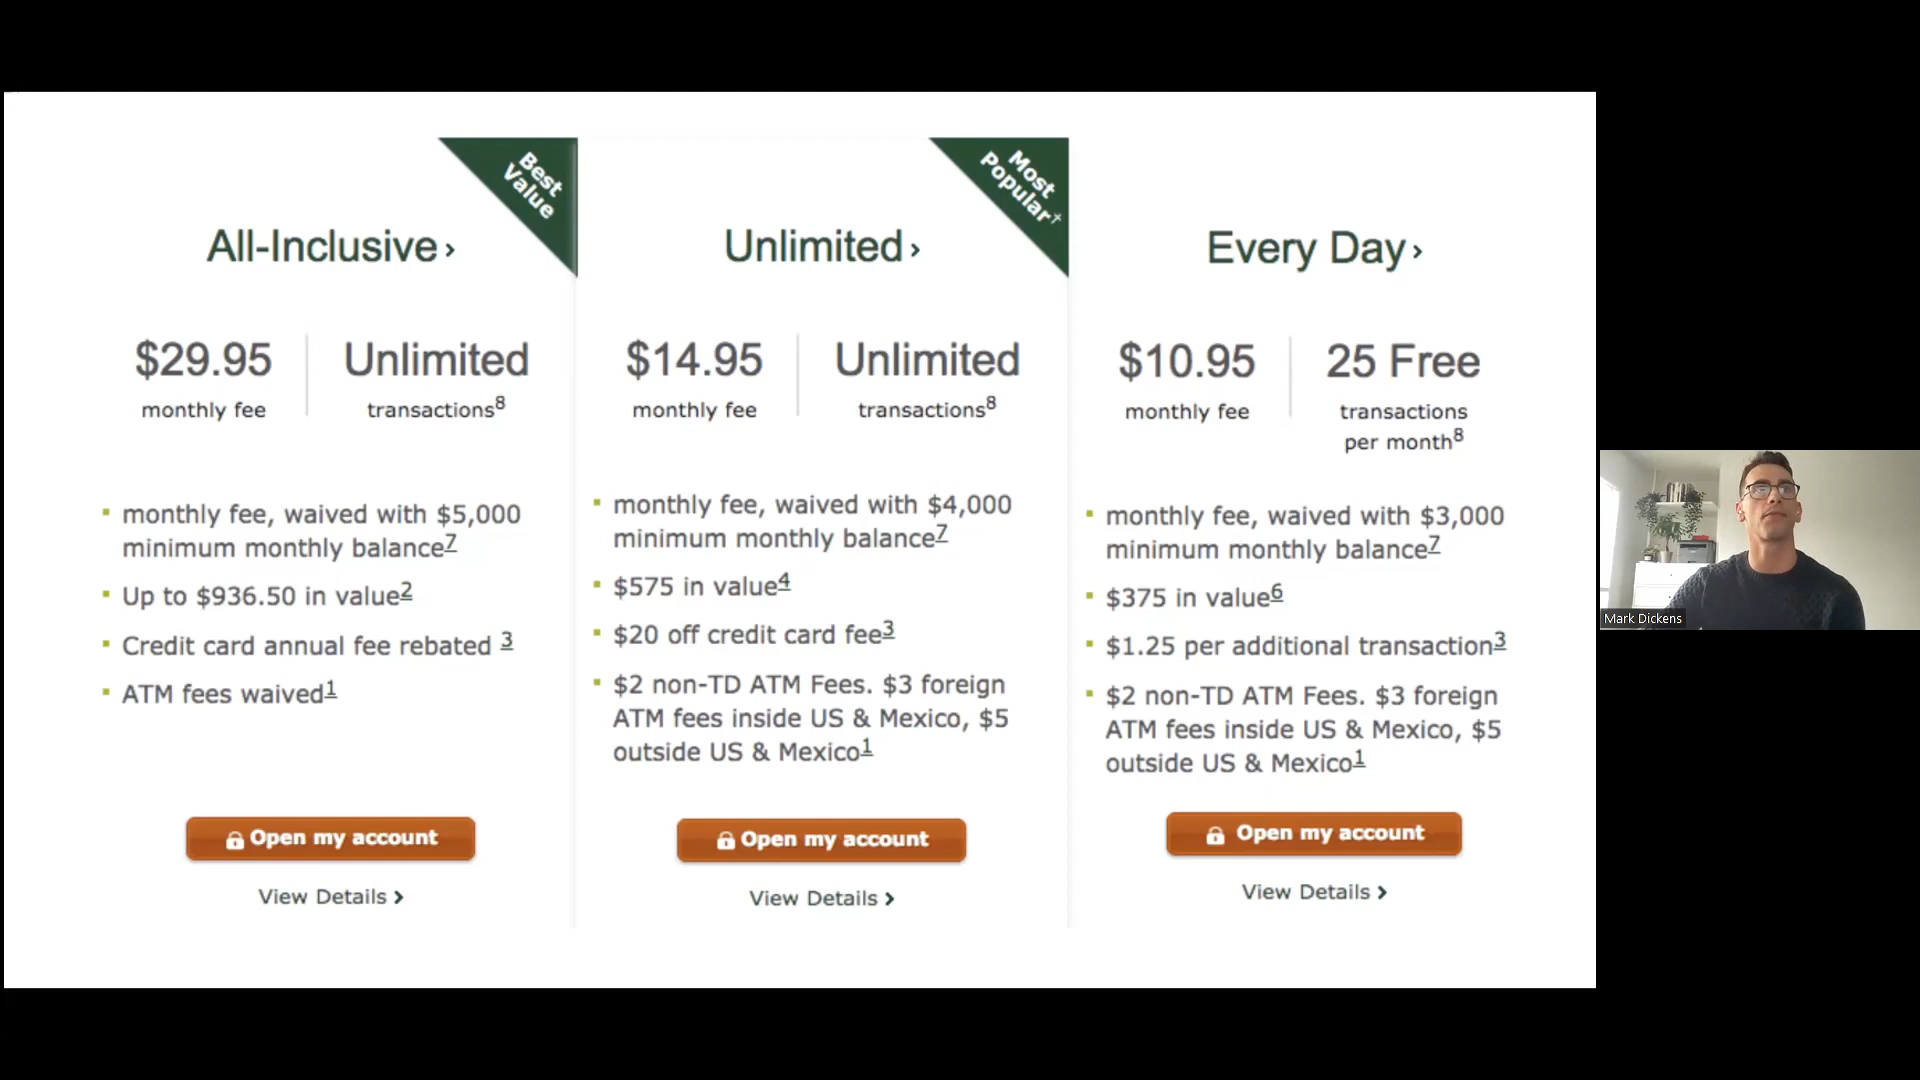 Best
Value
All-Inclusive ›
$29.95
monthly fee
Unlimited
transactions8
monthly fee, waived with $5,000
minimum monthly balance7
Up to $936.50 in value2
Credit card annual fee rebated 3
ATM fees waived1
Open my account
View Details ›
Most
Popular†
Unlimited ›
$14.95
monthly fee
Unlimited
transactions8
monthly fee, waived with $4,000
minimum monthly balance7
$575 in value4
$20 off credit card fee3
$2 non-TD ATM Fees. $3 foreign
ATM fees inside US & Mexico, $5
outside US & Mexico1
Open my account
View Details ›
Every Day ›
$10.95
monthly fee
25 Free
transactions
per month8
monthly fee, waived with $3,000
minimum monthly balance7
$375 in value6
$1.25 per additional transaction3
$2 non-TD ATM Fees. $3 foreign
ATM fees inside US & Mexico, $5
outside US & Mexico1
Open my account
View Details ›
Mark Dickens